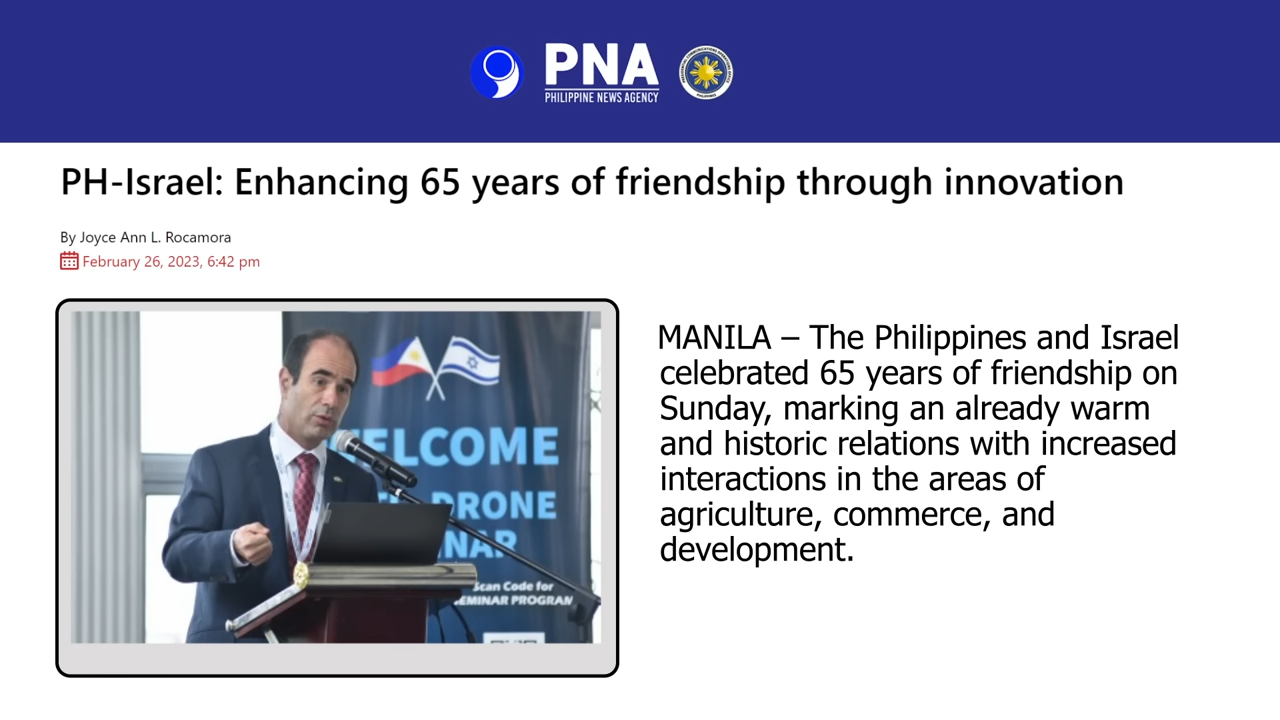 PNA
PHILIPPINE NEWS AGENCY
PH-Israel: Enhancing 65 years of friendship through innovation
By Joyce Ann L. Rocamora
February 26, 2023, 6:42 pm
MANILA – The Philippines and Israel
celebrated 65 years of friendship on
Sunday, marking an already warm
and historic relations with increased
interactions in the areas of
agriculture, commerce, and
development.
WELCOME
DRONE
Scan Code for
SEMINAR PROGRAM